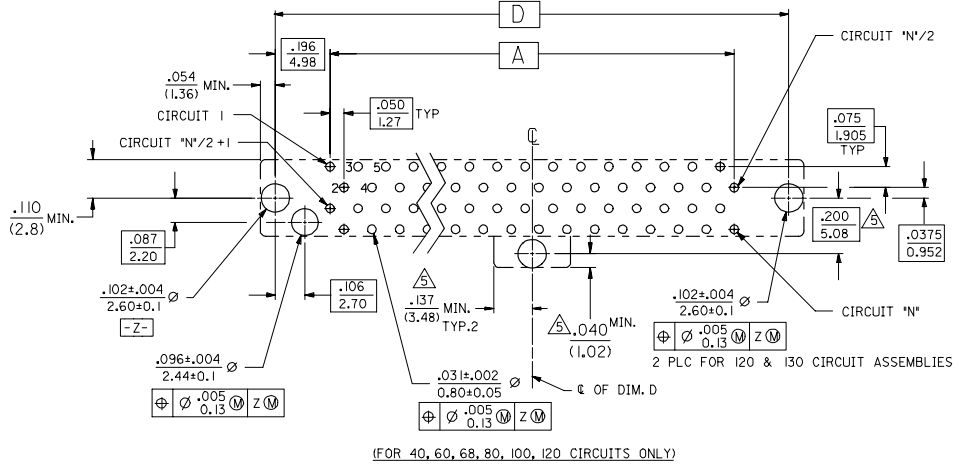 D
.196
4.98
A
CIRCUIT "N"/2
.054
(1.36) MIN.
.050
1.27 TYP
CIRCUIT 1
CIRCUIT "N"/2 +1
℄
.075
1.905
TYP
3 5
2 4
.110
(2.8) MIN.
.087
2.20
.200
5.08
5
.0375
0.952
.102±.004
2.60±0.1 Ø
-Z-
.106
2.70
5
.137 MIN.
(3.48) TYP.2
5
.040 MIN.
(1.02)
.102±.004
2.60±0.1 Ø
CIRCUIT "N"
⌖ Ø .005
0.13 Ⓜ Z Ⓜ
2 PLC FOR 120 & 130 CIRCUIT ASSEMBLIES
.096±.004
2.44±0.1 Ø
⌖ Ø .005
0.13 Ⓜ Z Ⓜ
.031±.002
0.80±0.05 Ø
⌖ Ø .005
0.13 Ⓜ Z Ⓜ
℄ OF DIM. D
(FOR 40, 60, 68, 80, 100, 120 CIRCUITS ONLY)